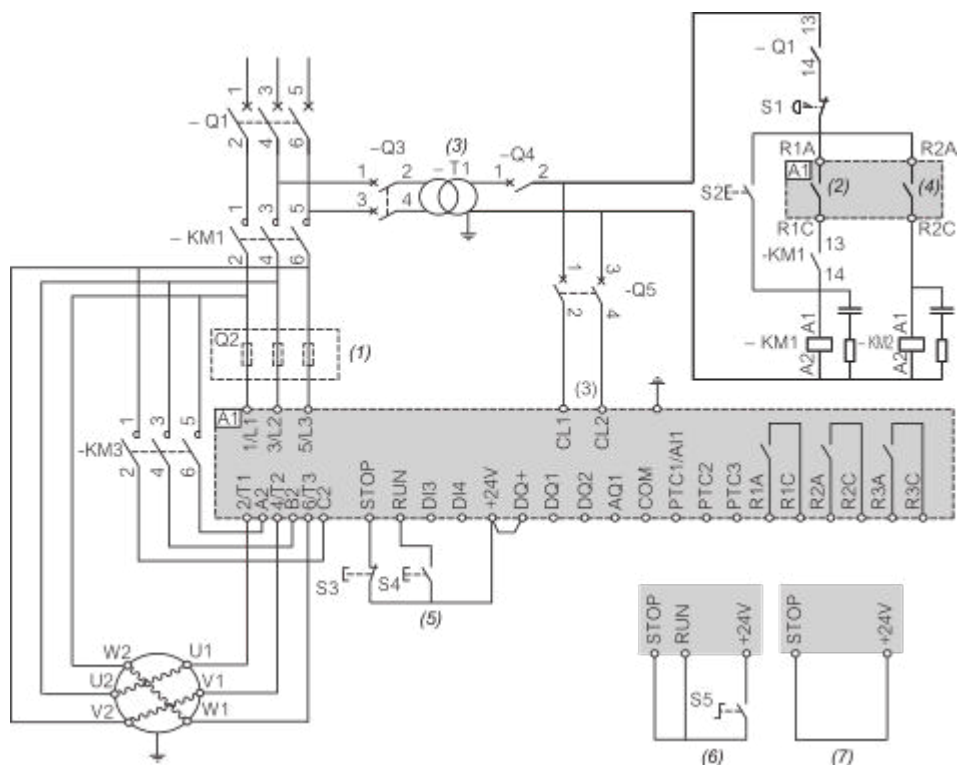 13
– Q1
14
S1
1 3 5
– Q1
2 4 6
–Q3
(3)
– T1
–Q4
1 2
3 4
1 2
R1A R2A
A1
(2) (4)
S2
R1C R2C
-KM1
13
14
1 3 5
– KM1
2 4 6
1 3
-Q5
2 4
A1 A1
– KM1 – KM2
A2 A2
Q2
(1)
(3)
1 3 5
-KM3
2 4 6
A1
1/L1 3/L2 5/L3
CL1 CL2
2/T1 A2 4/T2 B2 6/T3 C2
STOP RUN DI3 DI4 +24V DQ+ DQ1 DQ2 AQ1 COM PTC1/AI1 PTC2 PTC3 R1A R1C R2A R2C R3A R3C
S3 S4
(5)
STOP RUN +24V
S5
(6)
STOP +24V
(7)
W2 U1
U2 V1
V2 W1